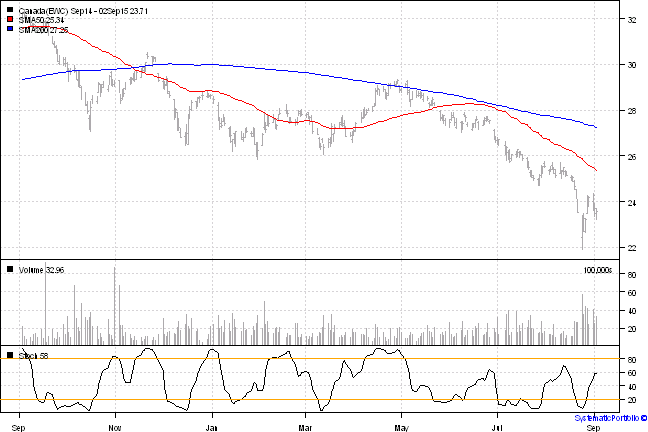 Canada(EWC) Sep14 - 02Sep15 23.71
SMA50 25.34
SMA200 27.26
32
30
28
26
24
22
Volume 32.96
100,000s
80
60
40
20
Stoch 58
80
60
40
20
Sep
Nov
Jan
Mar
May
Jul
Sep
SystematicPortfolio ©